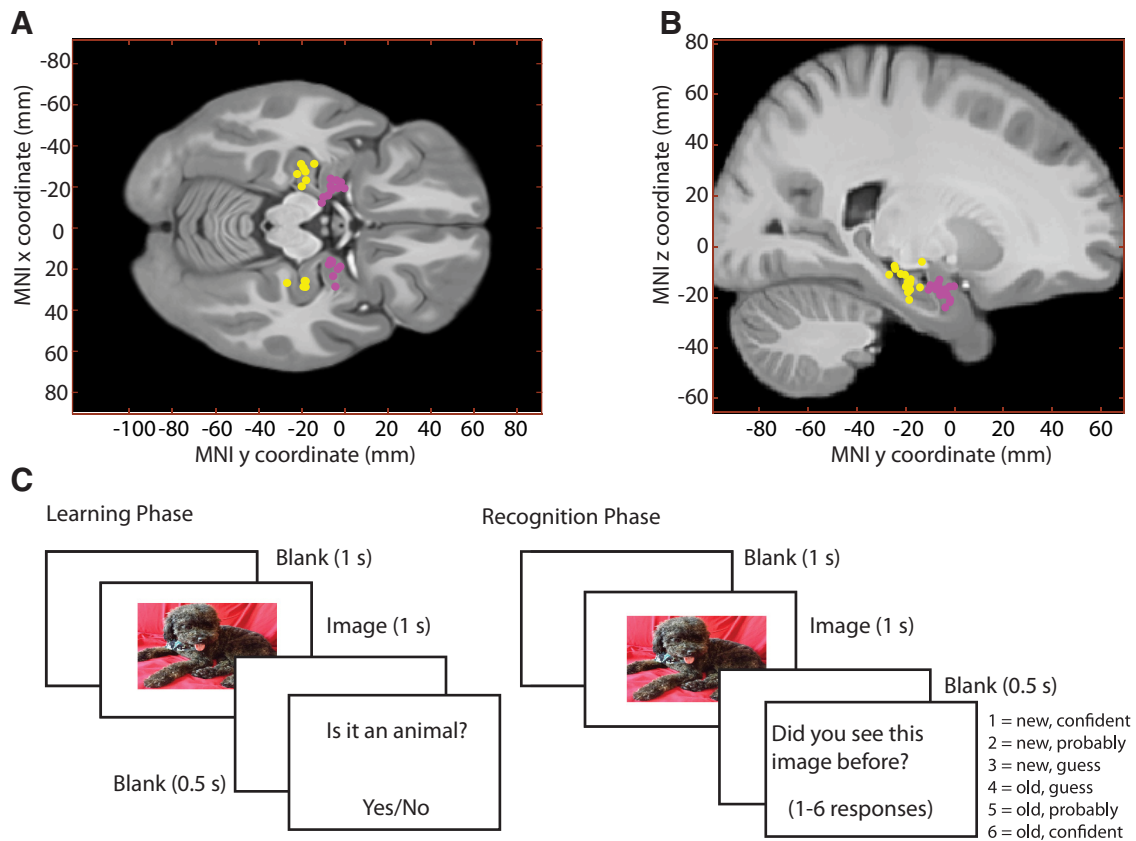 A
-80
-60
-40
-20
0
20
40
60
80
MNI x coordinate (mm)
-100 -80 -60 -40 -20 0 20 40 60 80
MNI y coordinate (mm)
B
80
60
40
20
0
-20
-40
-60
MNI z coordinate (mm)
-80 -60 -40 -20 0 20 40 60
MNI y coordinate (mm)
C
Learning Phase
Blank (1 s)
Image (1 s)
Blank (0.5 s)
Is it an animal?
Yes/No
Recognition Phase
Blank (1 s)
Image (1 s)
Blank (0.5 s)
Did you see this
image before?
(1-6 responses)
1 = new, confident
2 = new, probably
3 = new, guess
4 = old, guess
5 = old, probably
6 = old, confident